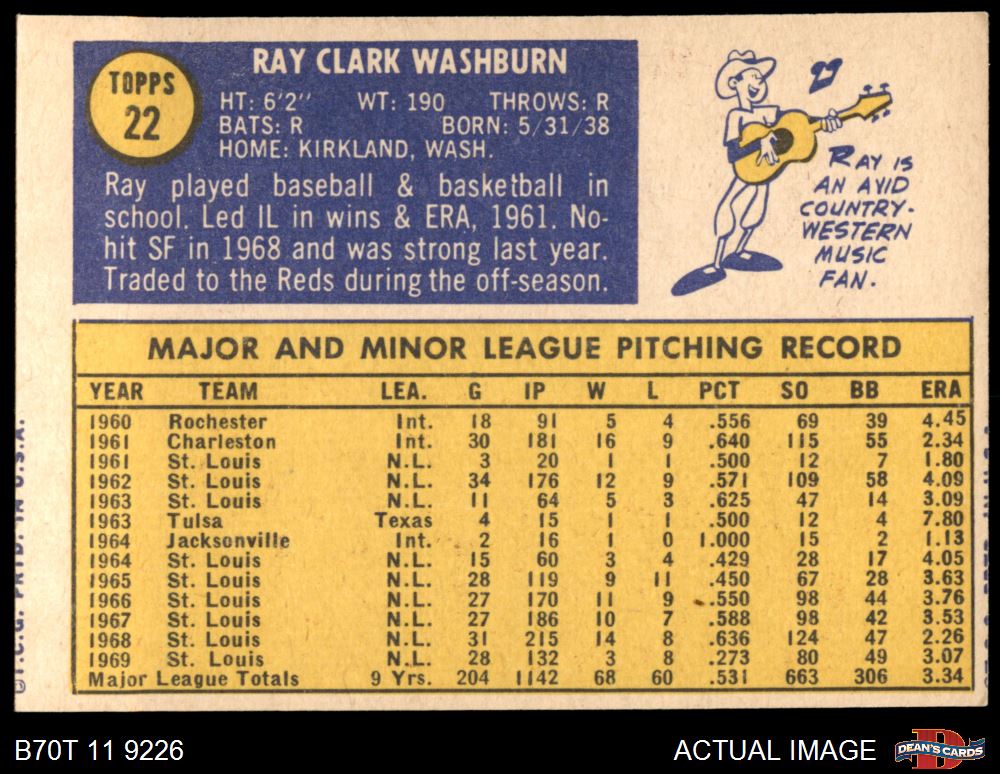 TOPPS
22
RAY CLARK WASHBURN
HT: 6'2" WT: 190 THROWS: R
BATS: R BORN: 5/31/38
HOME: KIRKLAND, WASH.
Ray played baseball & basketball in
school. Led IL in wins & ERA, 1961. No-
hit SF in 1968 and was strong last year.
Traded to the Reds during the off-season.
RAY IS
AN AVID
COUNTRY-
WESTERN
MUSIC
FAN.
MAJOR AND MINOR LEAGUE PITCHING RECORD
YEAR TEAM LEA. G IP W L PCT SO BB ERA
1960 Rochester Int. 18 91 5 4 .556 69 39 4.45
1961 Charleston Int. 30 181 16 9 .640 115 55 2.34
1961 St. Louis N.L. 3 20 1 1 .500 12 7 1.80
1962 St. Louis N.L. 34 176 12 9 .571 109 58 4.09
1963 St. Louis N.L. 11 64 5 3 .625 47 14 3.09
1963 Tulsa Texas 4 15 1 1 .500 12 4 7.80
1964 Jacksonville Int. 2 16 1 0 1.000 15 2 1.13
1964 St. Louis N.L. 15 60 3 4 .429 28 17 4.05
1965 St. Louis N.L. 28 119 9 11 .450 67 28 3.63
1966 St. Louis N.L. 27 170 11 9 .550 98 44 3.76
1967 St. Louis N.L. 27 186 10 7 .588 98 42 3.53
1968 St. Louis N.L. 31 215 14 8 .636 124 47 2.26
1969 St. Louis N.L. 28 132 3 8 .273 80 49 3.07
Major League Totals 9 Yrs. 204 1142 68 60 .531 663 306 3.34
©T.C.G. PRTD. IN U.S.A.
B70T 11 9226
ACTUAL IMAGE
DEAN'S CARDS